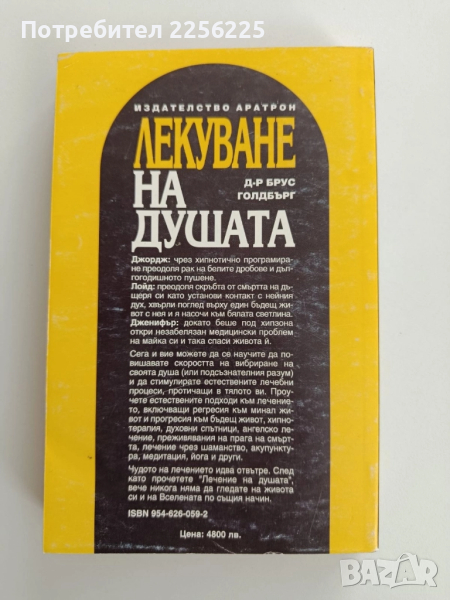 Потребител 2256225
ИЗДАТЕЛСТВО АРАТРОН
ЛЕКУВАНЕ
НА
Д-Р БРУС
ГОЛДБЪРГ
ДУШАТА
Джордж: чрез хипнотично програмира-
не преодоля рак на белите дробове и дъл-
гогодишното пушене.
Лойд: преодоля скръбта от смъртта на дъ-
щеря си като установи контакт с нейния
дух, хвърли поглед върху един бъдещ жи-
вот с нея и я насочи към бялата светлина.
Дженифър: докато беше под хипзона
откри незабелязан медицински проблем
на майка си и така спаси живота й.
Сега и вие можете да се научите да по-
вишавате скоростта на вибриране на
своята душа (или подсъзнателния разум)
и да стимулирате естествените лечебни
процеси, протичащи в тялото ви. Проу-
чете естествените подходи към лечение-
то, включващи регресия към минал жи-
вот и прогресия към бъдещ живот, хипно-
терапия, духовни спътници, ангелско ле-
чение, преживявания на прага на смърт-
та, лечение чрез шаманство, акупункту-
ра, медитация, йога и други.
Чудото на лечението идва отвътре. След
като прочетете "Лечение на душата",
вече никога няма да гледате на живота
си и на Вселената по същия начин.
ISBN 954-626-059-2
Цена: 4800 лв.
BAZAR